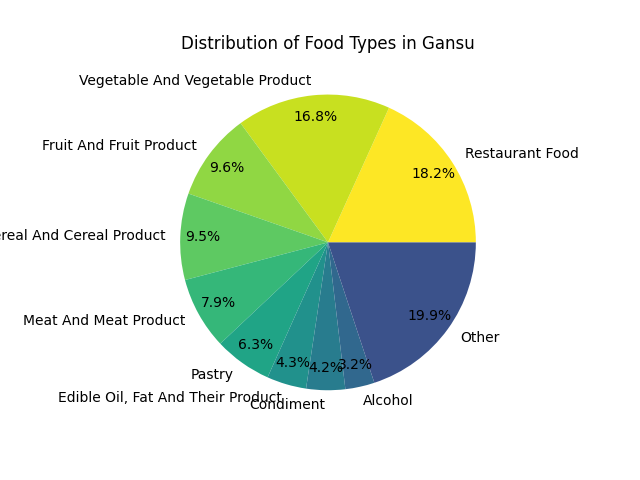 Distribution of Food Types in Gansu
Vegetable And Vegetable Product
16.8%
Fruit And Fruit Product
9.6%
Restaurant Food
18.2%
ereal And Cereal Product
9.5%
Meat And Meat Product
7.9%
Pastry
6.3%
Edible Oil, Fat And Their Product
4.3%
Condiment
4.2%
Alcohol
3.2%
Other
19.9%